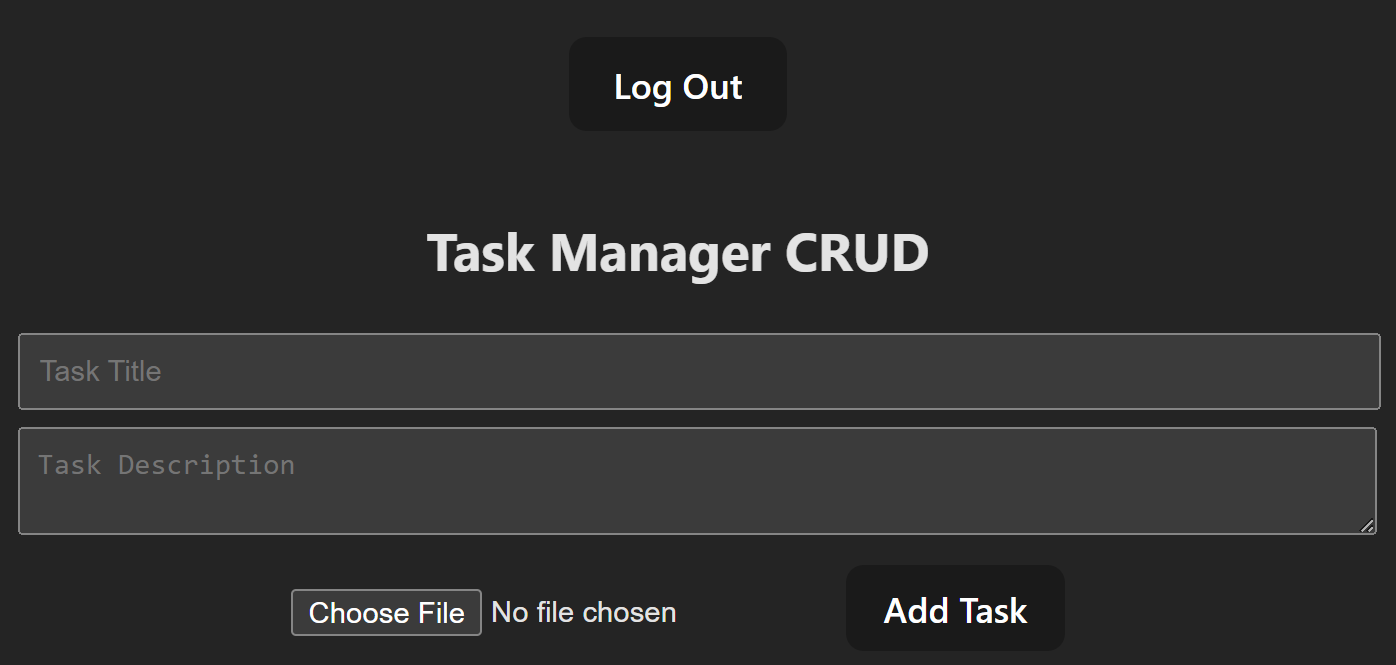 Log Out
Task Manager CRUD
Task Title
Task Description
Choose File No file chosen
Add Task